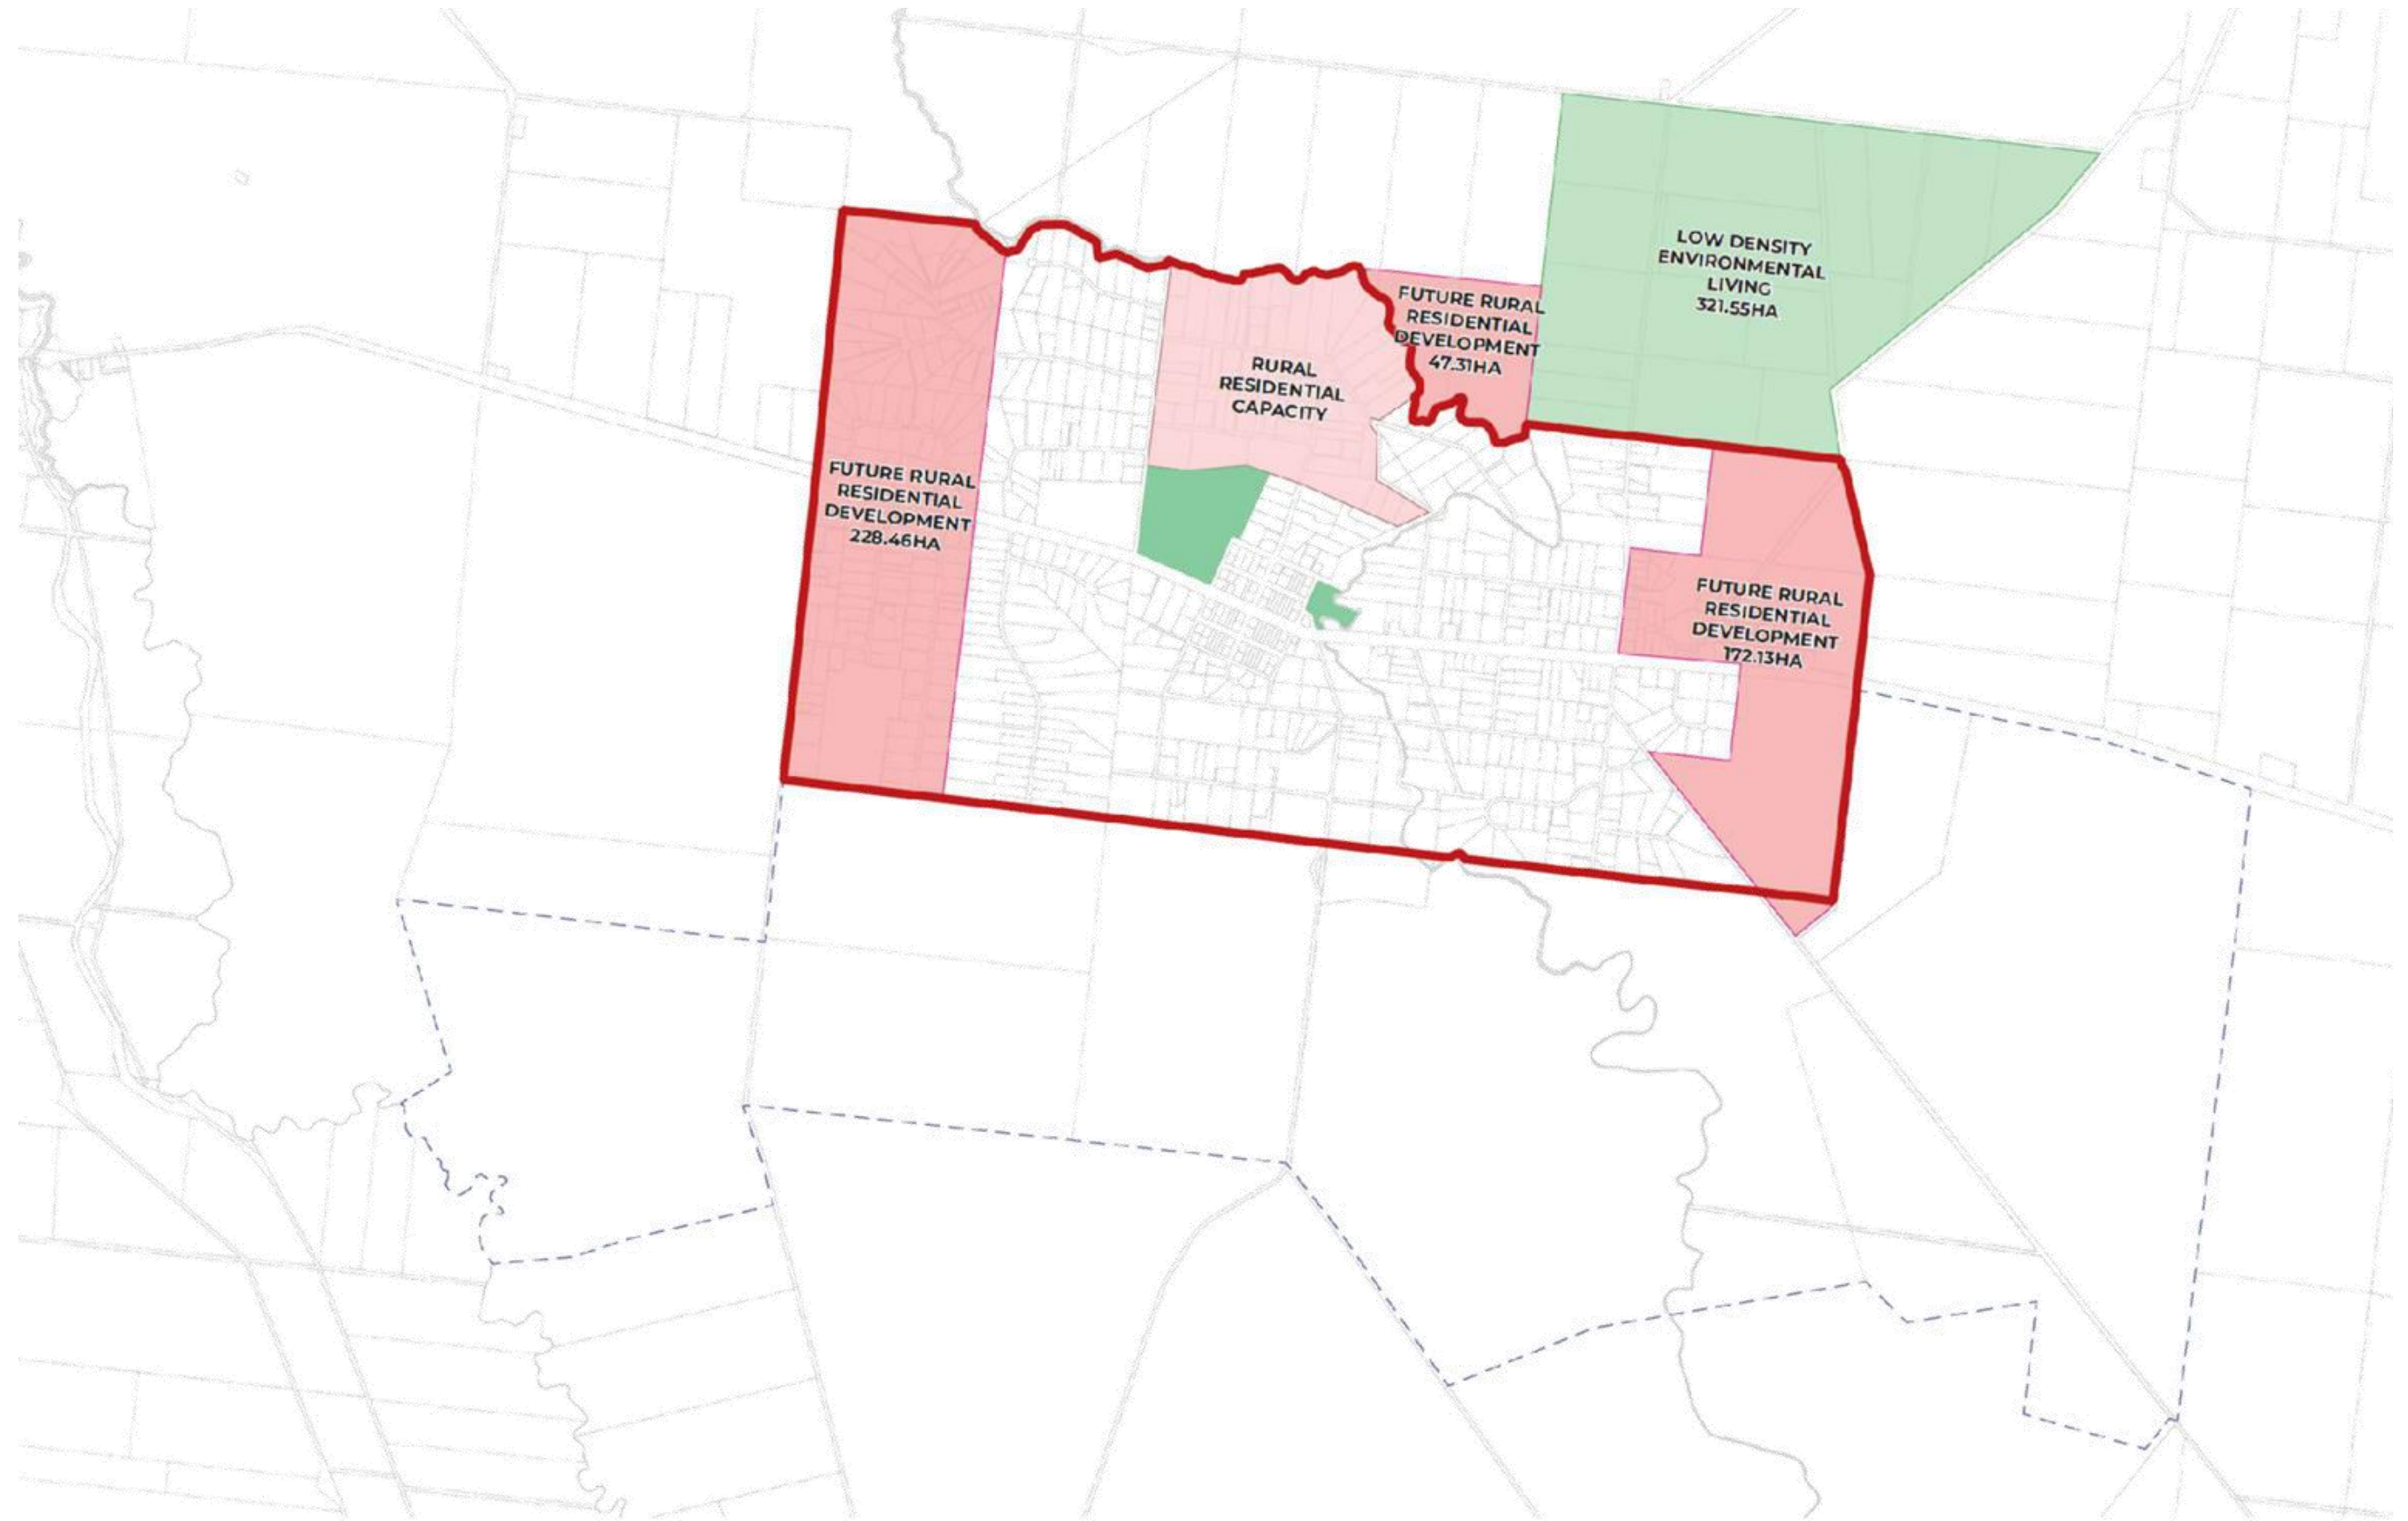 LOW DENSITY
ENVIRONMENTAL
LIVING
321.55HA
FUTURE RURAL
RESIDENTIAL
DEVELOPMENT
47.31HA
RURAL
RESIDENTIAL
CAPACITY
FUTURE RURAL
RESIDENTIAL
DEVELOPMENT
228.46HA
FUTURE RURAL
RESIDENTIAL
DEVELOPMENT
172.13HA